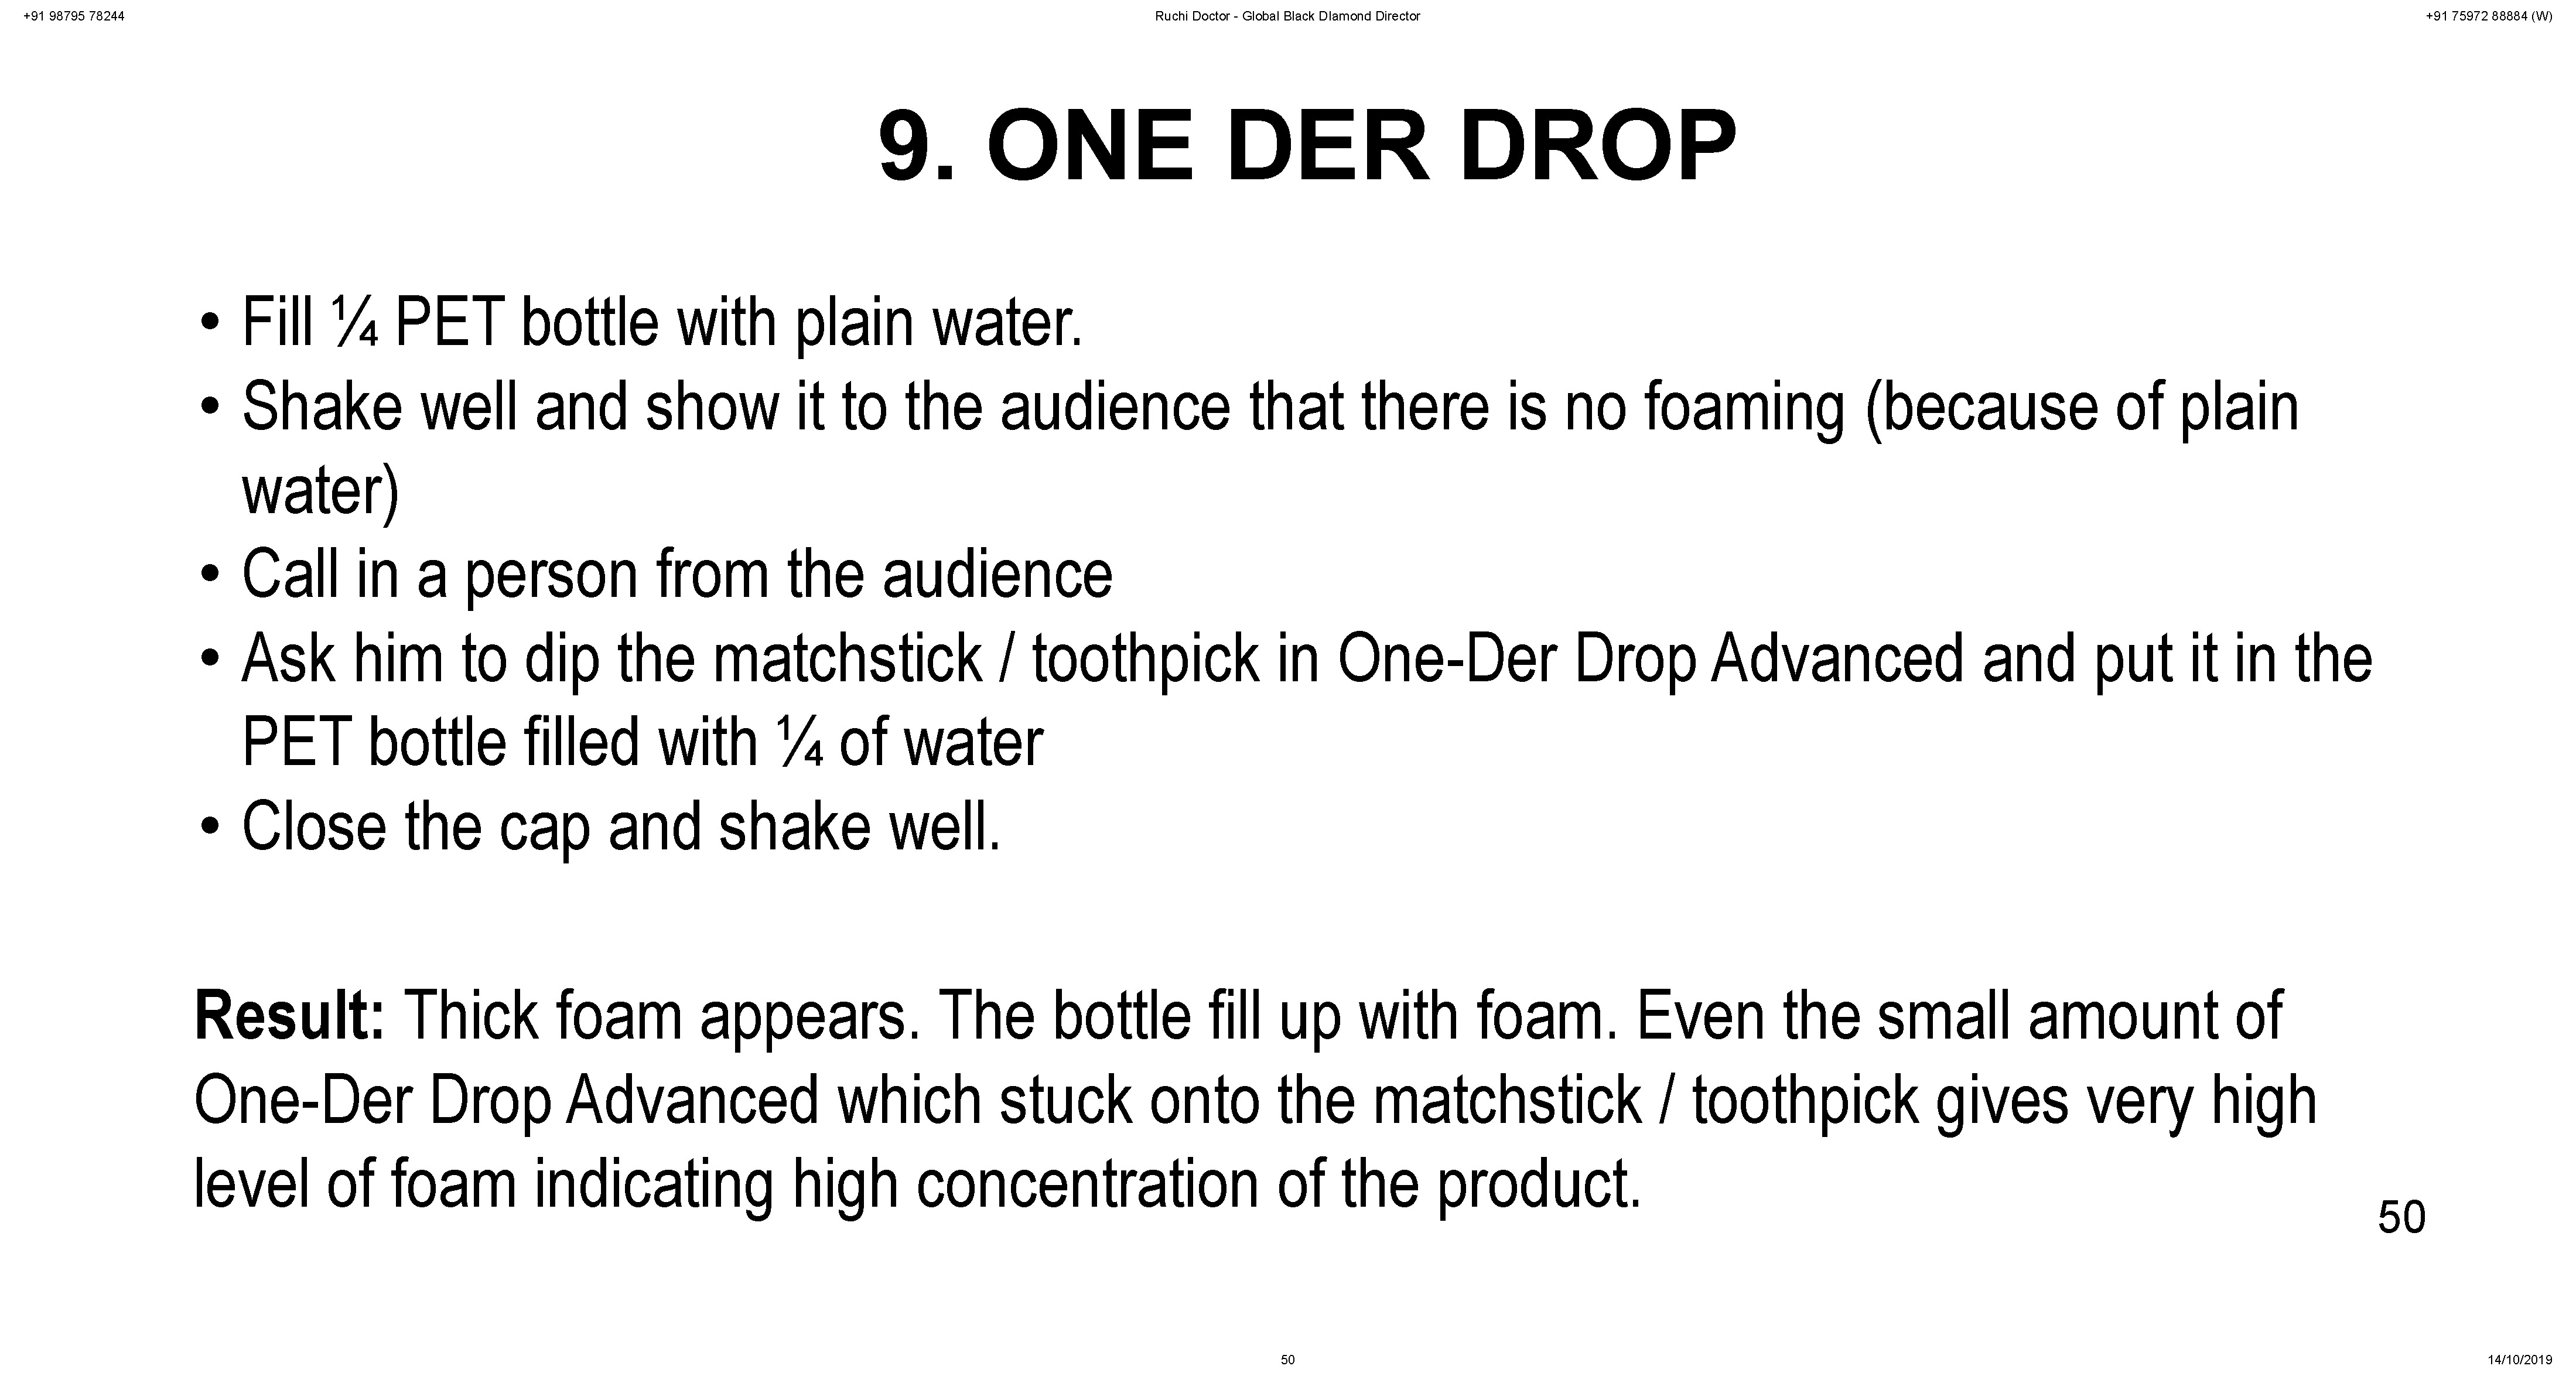 +91 98795 78244
Ruchi Doctor - Global Black DIamond Director
+91 75972 88884 (W)
9. ONE DER DROP
• Fill ¼ PET bottle with plain water.
• Shake well and show it to the audience that there is no foaming (because of plain
water)
• Call in a person from the audience
• Ask him to dip the matchstick / toothpick in One-Der Drop Advanced and put it in the
PET bottle filled with ¼ of water
• Close the cap and shake well.
Result: Thick foam appears. The bottle fill up with foam. Even the small amount of
One-Der Drop Advanced which stuck onto the matchstick / toothpick gives very high
level of foam indicating high concentration of the product.
50
50
14/10/2019